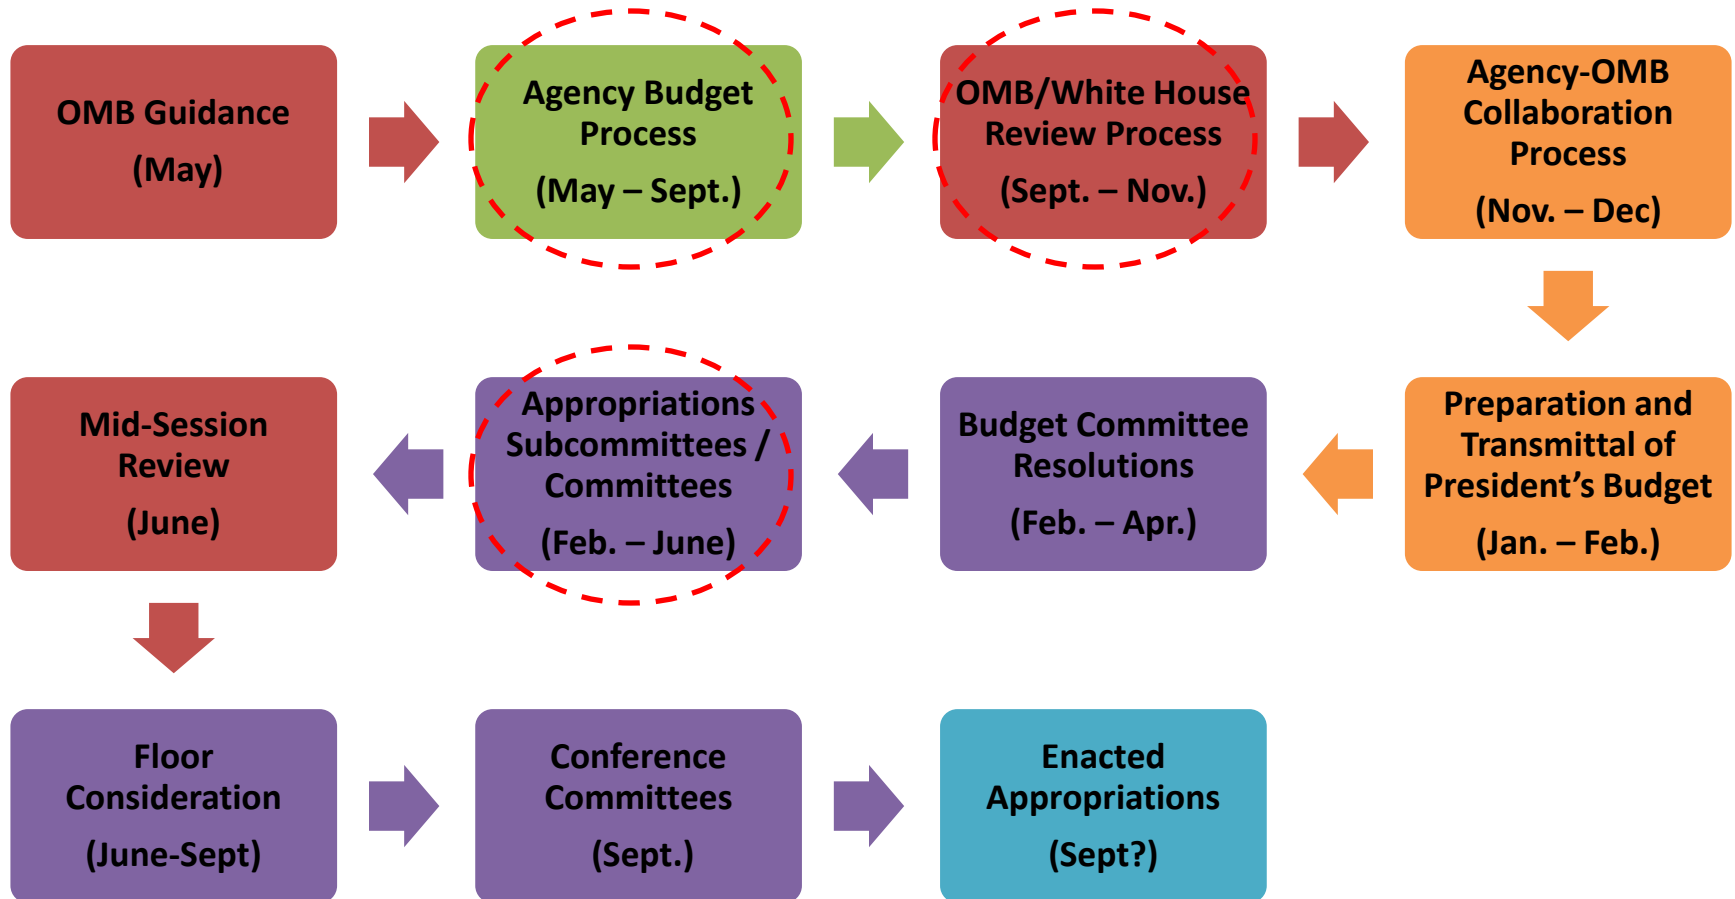 OMB Guidance
(May)
Agency Budget
Process
(May – Sept.)
OMB/White House
Review Process
(Sept. – Nov.)
Agency-OMB
Collaboration
Process
(Nov. – Dec)
Mid-Session
Review
(June)
Appropriations
Subcommittees /
Committees
(Feb. – June)
Budget Committee
Resolutions
(Feb. – Apr.)
Preparation and
Transmittal of
President’s Budget
(Jan. – Feb.)
Floor
Consideration
(June-Sept)
Conference
Committees
(Sept.)
Enacted
Appropriations
(Sept?)